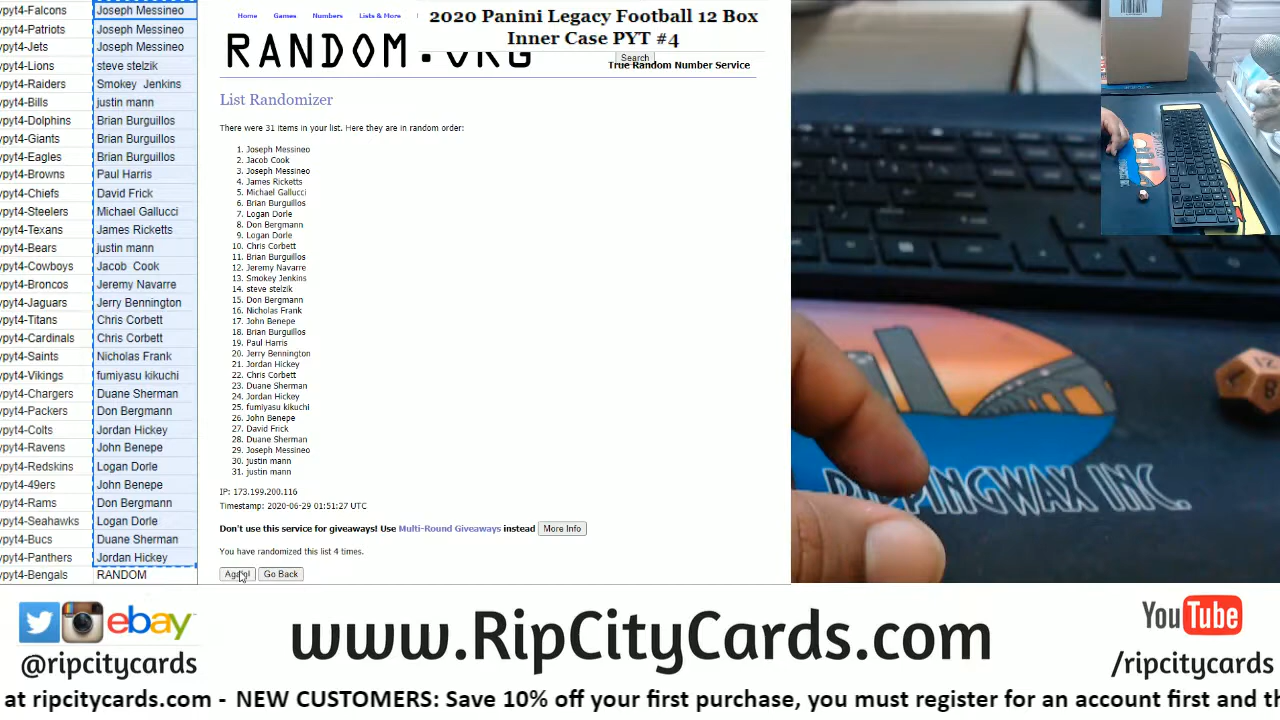 ypyt4-Falcons Joseph Messineo
ypyt4-Patriots Joseph Messineo
ypyt4-Jets Joseph Messineo
ypyt4-Lions steve stelzik
ypyt4-Raiders Smokey Jenkins
ypyt4-Bills justin mann
ypyt4-Dolphins Brian Burguillos
ypyt4-Giants Brian Burguillos
ypyt4-Eagles Brian Burguillos
ypyt4-Browns Paul Harris
ypyt4-Chiefs David Frick
ypyt4-Steelers Michael Gallucci
ypyt4-Texans James Ricketts
ypyt4-Bears justin mann
ypyt4-Cowboys Jacob Cook
ypyt4-Broncos Jeremy Navarre
ypyt4-Jaguars Jerry Bennington
ypyt4-Titans Chris Corbett
ypyt4-Cardinals Chris Corbett
ypyt4-Saints Nicholas Frank
ypyt4-Vikings fumiyasu kikuchi
ypyt4-Chargers Duane Sherman
ypyt4-Packers Don Bergmann
ypyt4-Colts Jordan Hickey
ypyt4-Ravens John Benepe
ypyt4-Redskins Logan Dorle
ypyt4-49ers John Benepe
ypyt4-Rams Don Bergmann
ypyt4-Seahawks Logan Dorle
ypyt4-Bucs Duane Sherman
ypyt4-Panthers Jordan Hickey
ypyt4-Bengals RANDOM
Home Games Numbers Lists & More
2020 Panini Legacy Football 12 Box
Inner Case PYT #4
RANDOM.ORG
Search
True Random Number Service
List Randomizer
There were 31 items in your list. Here they are in random order:
1. Joseph Messineo
2. Jacob Cook
3. Joseph Messineo
4. James Ricketts
5. Michael Gallucci
6. Brian Burguillos
7. Logan Dorle
8. Don Bergmann
9. Logan Dorle
10. Chris Corbett
11. Brian Burguillos
12. Jeremy Navarre
13. Smokey Jenkins
14. steve stelzik
15. Don Bergmann
16. Nicholas Frank
17. John Benepe
18. Brian Burguillos
19. Paul Harris
20. Jerry Bennington
21. Jordan Hickey
22. Chris Corbett
23. Duane Sherman
24. Jordan Hickey
25. fumiyasu kikuchi
26. John Benepe
27. David Frick
28. Duane Sherman
29. Joseph Messineo
30. justin mann
31. justin mann
IP: 173.199.200.116
Timestamp: 2020-06-29 01:51:27 UTC
Don't use this service for giveaways! Use Multi-Round Giveaways instead More Info
You have randomized this list 4 times.
Again! Go Back
12
8
RIPPINGWAX INC.
ebay
www.RipCityCards.com
YouTube
@ripcitycards
/ripcitycards
at ripcitycards.com - NEW CUSTOMERS: Save 10% off your first purchase, you must register for an account first and th